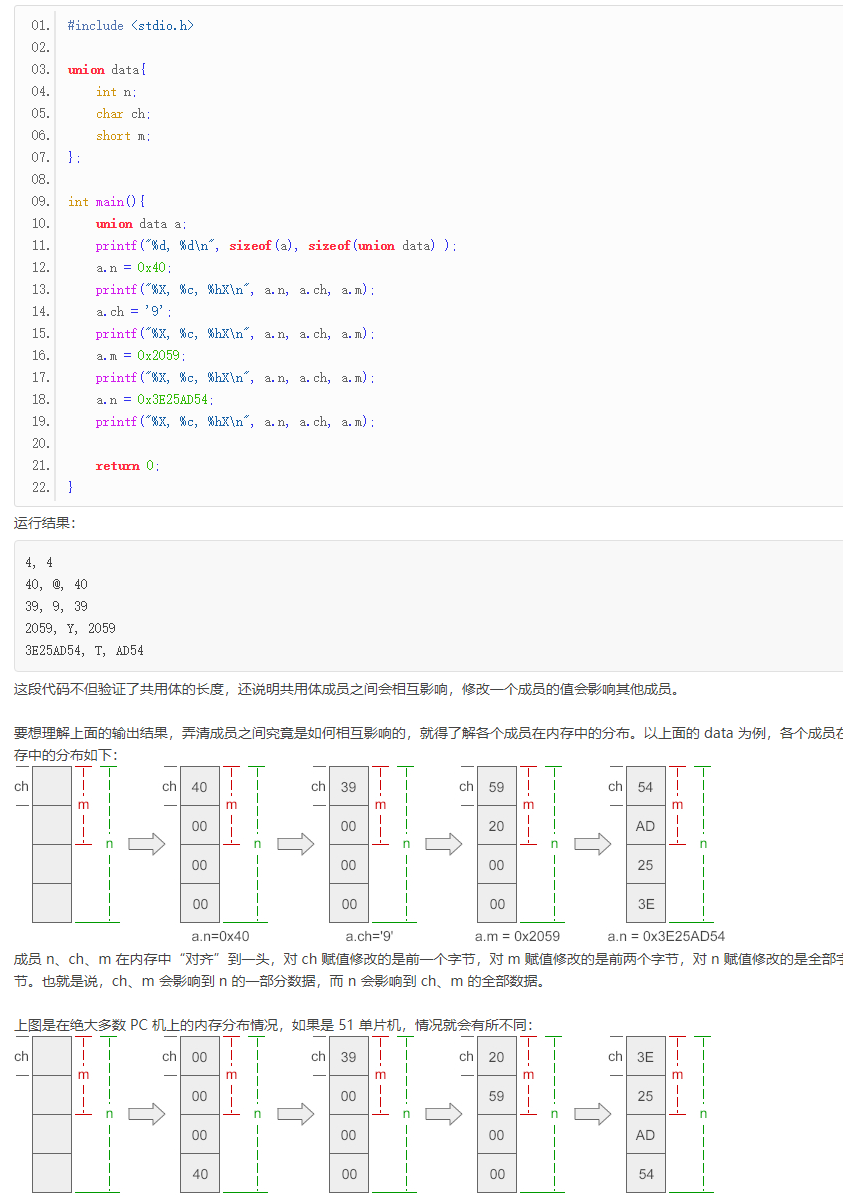 01. #include <stdio.h>
02.
03. union data{
04.     int n;
05.     char ch;
06.     short m;
07. };
08.
09. int main(){
10.     union data a;
11.     printf("%d, %d\n", sizeof(a), sizeof(union data) );
12.     a.n = 0x40;
13.     printf("%X, %c, %hX\n", a.n, a.ch, a.m);
14.     a.ch = '9';
15.     printf("%X, %c, %hX\n", a.n, a.ch, a.m);
16.     a.m = 0x2059;
17.     printf("%X, %c, %hX\n", a.n, a.ch, a.m);
18.     a.n = 0x3E25AD54;
19.     printf("%X, %c, %hX\n", a.n, a.ch, a.m);
20.
21.     return 0;
22. }
运行结果：
4, 4
40, @, 40
39, 9, 39
2059, Y, 2059
3E25AD54, T, AD54
这段代码不但验证了共用体的长度，还说明共用体成员之间会相互影响，修改一个成员的值会影响其他成员。
要想理解上面的输出结果，弄清成员之间究竟是如何相互影响的，就得了解各个成员在内存中的分布。以上面的 data 为例，各个成员在
存中的分布如下：
ch ch 40 ch 39 ch 59 ch 54
m m m m m
00 00 20 AD
n n n n n
00 00 00 25
00 00 00 3E
a.n=0x40 a.ch='9' a.m = 0x2059 a.n = 0x3E25AD54
成员 n、ch、m 在内存中“对齐”到一头，对 ch 赋值修改的是前一个字节，对 m 赋值修改的是前两个字节，对 n 赋值修改的是全部字
节。也就是说，ch、m 会影响到 n 的一部分数据，而 n 会影响到 ch、m 的全部数据。
上图是在绝大多数 PC 机上的内存分布情况，如果是 51 单片机，情况就会有所不同：
ch ch 00 ch 39 ch 20 ch 3E
m m m m m
00 00 59 25
n n n n n
00 00 00 AD
40 00 00 54